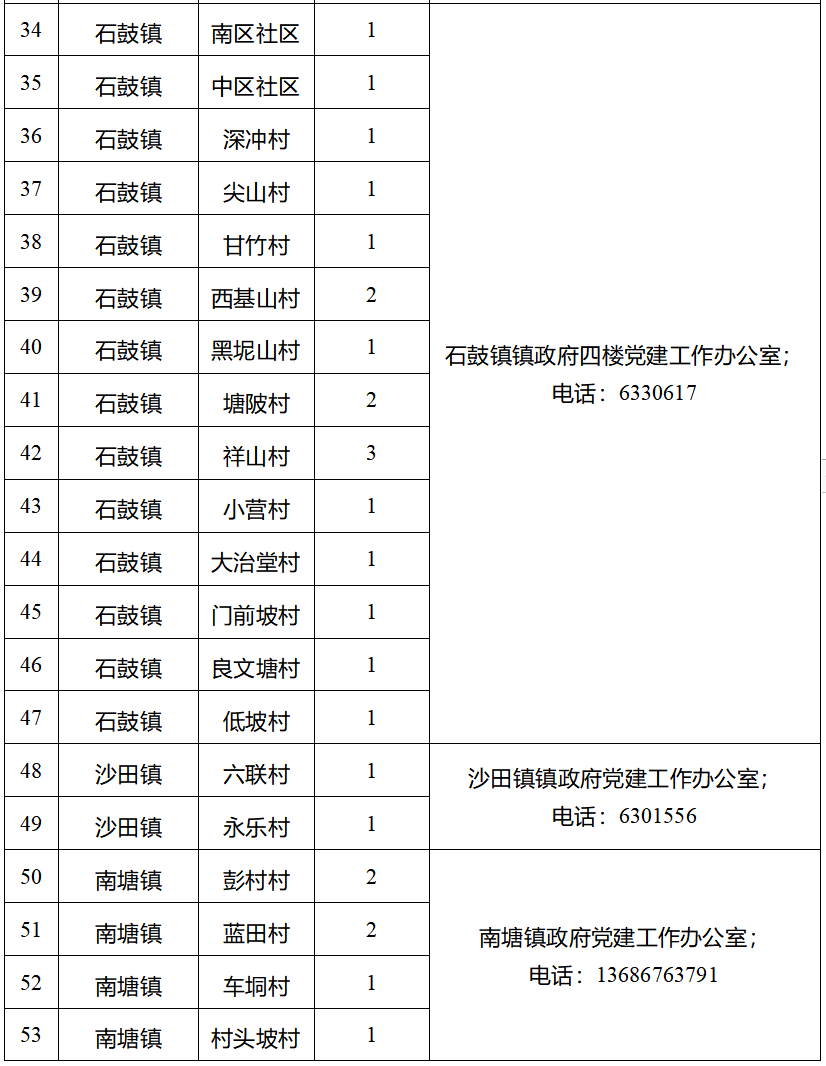 34 石鼓镇 南区社区 1
35 石鼓镇 中区社区 1
36 石鼓镇 深冲村 1
37 石鼓镇 尖山村 1
38 石鼓镇 甘竹村 1
39 石鼓镇 西基山村 2
40 石鼓镇 黑坭山村 1
41 石鼓镇 塘陂村 2
42 石鼓镇 祥山村 3
43 石鼓镇 小营村 1
44 石鼓镇 大治堂村 1
45 石鼓镇 门前坡村 1
46 石鼓镇 良文塘村 1
47 石鼓镇 低坡村 1
石鼓镇镇政府四楼党建工作办公室；
电话：6330617
48 沙田镇 六联村 1
49 沙田镇 永乐村 1
沙田镇镇政府党建工作办公室；
电话：6301556
50 南塘镇 彭村村 2
51 南塘镇 蓝田村 2
52 南塘镇 车垌村 1
53 南塘镇 村头坡村 1
南塘镇政府党建工作办公室；
电话：13686763791